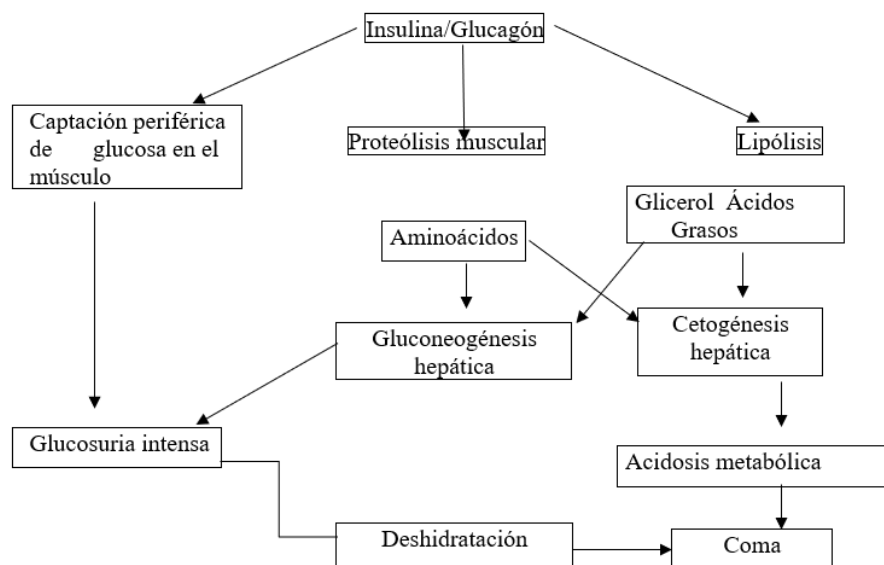 Insulina/Glucagón
Captación periférica
de glucosa en el
músculo
Proteólisis muscular
Lipólisis
Glicerol Ácidos
Grasos
Aminoácidos
Gluconeogénesis
hepática
Cetogénesis
hepática
Glucosuria intensa
Acidosis metabólica
Deshidratación
Coma